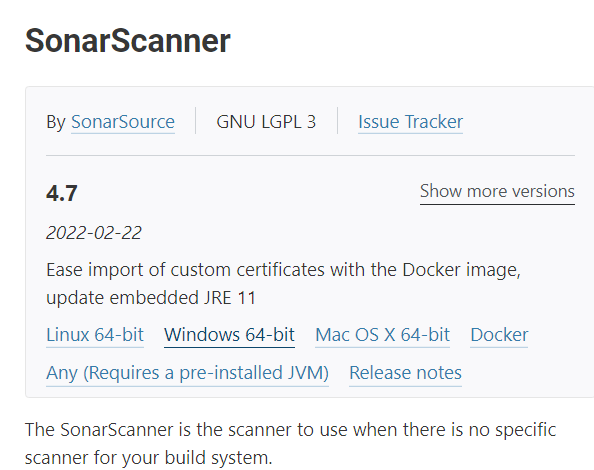 SonarScanner
By SonarSource GNU LGPL 3 Issue Tracker
4.7 Show more versions
2022-02-22
Ease import of custom certificates with the Docker image,
update embedded JRE 11
Linux 64-bit Windows 64-bit Mac OS X 64-bit Docker
Any (Requires a pre-installed JVM) Release notes
The SonarScanner is the scanner to use when there is no specific
scanner for your build system.